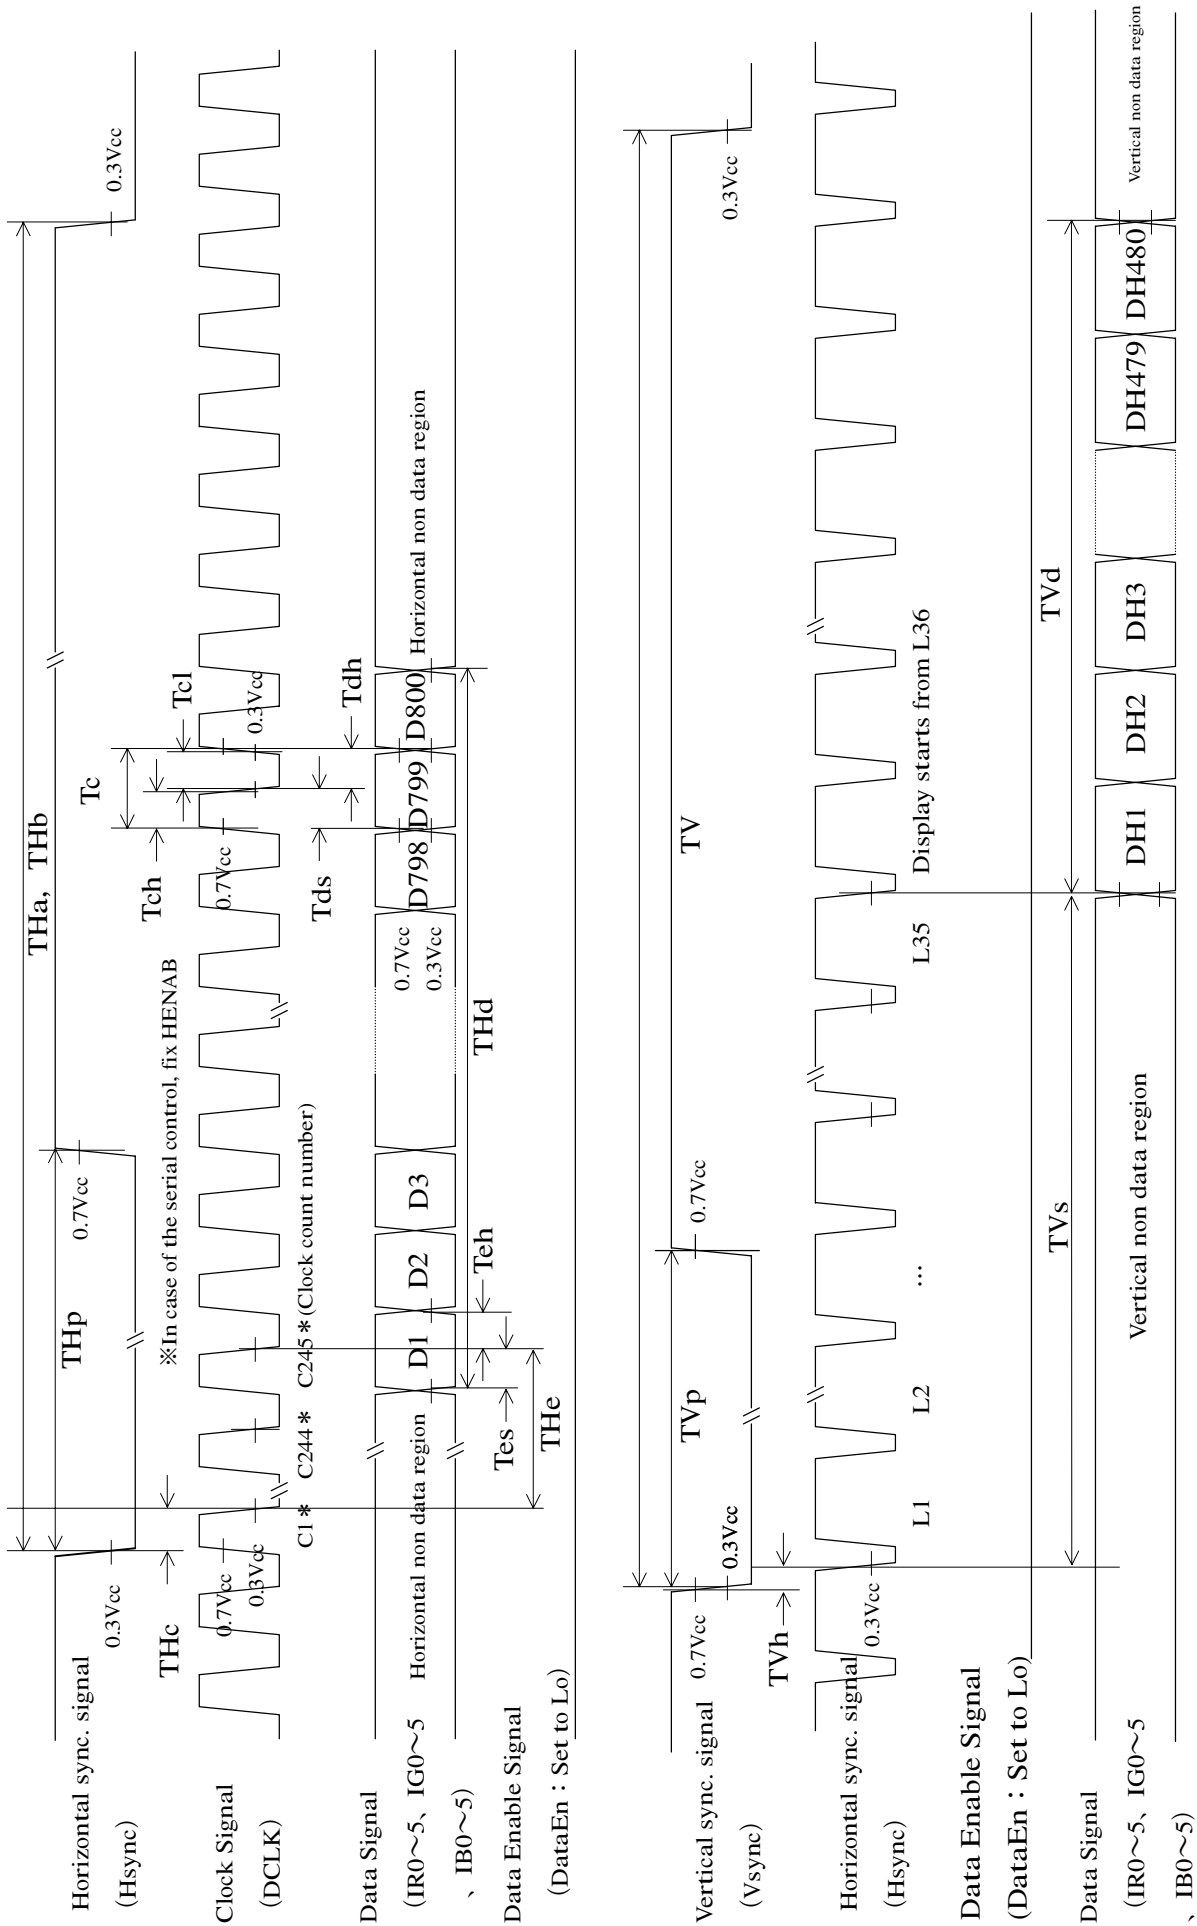 THa, THb
THp
0.3Vcc
0.7Vcc
0.3Vcc
Horizontal sync. signal
(Hsync)
THc
※In case of the serial control, fix HENAB
Tch
Tc
Tcl
0.7Vcc
0.3Vcc
0.7Vcc
0.3Vcc
Clock Signal
(DCLK)
C1*
C244*
C245*(Clock count number)
Tds
Tdh
Data Signal
(IR0～5、IG0～5
、IB0～5)
Horizontal non data region
D1
D2
D3
0.7Vcc
0.3Vcc
D798
D799
D800
Horizontal non data region
THd
Tes
Teh
THe
Data Enable Signal
(DataEn：Set to Lo)
TV
TVp
0.7Vcc
0.3Vcc
0.7Vcc
0.3Vcc
Vertical sync. signal
(Vsync)
TVh
Horizontal sync. signal
(Hsync)
0.3Vcc
L1
L2
...
L35
Display starts from L36
Data Enable Signal
(DataEn：Set to Lo)
TVs
TVd
Data Signal
(IR0～5、IG0～5
、IB0～5)
Vertical non data region
DH1
DH2
DH3
DH479
DH480
Vertical non data region